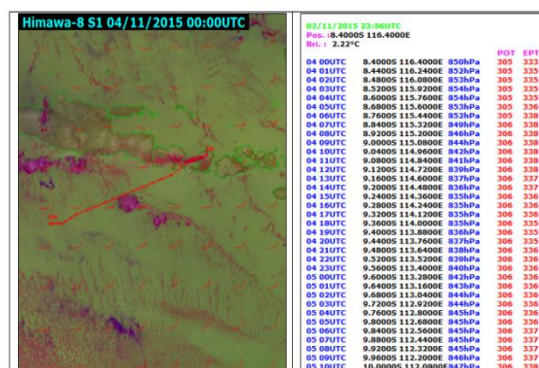 Himawa-8 S1 04/11/2015 00:00UTC
03/11/2015 23:56UTC
Pos. :8.4000S 116.4000E
Bri. : 2.22°C
POT EPT
04 00UTC 8.4000S 116.4000E 850hPa 305 333
04 01UTC 8.4400S 116.2400E 852hPa 305 335
04 02UTC 8.4800S 116.0800E 853hPa 305 335
04 03UTC 8.5200S 115.9200E 854hPa 305 335
04 04UTC 8.6000S 115.7600E 854hPa 305 335
04 05UTC 8.6800S 115.6000E 853hPa 305 336
04 06UTC 8.7600S 115.4400E 852hPa 306 338
04 07UTC 8.8400S 115.3200E 849hPa 306 338
04 08UTC 8.9200S 115.2000E 846hPa 306 338
04 09UTC 9.0000S 115.0800E 844hPa 306 338
04 10UTC 9.0400S 114.9600E 842hPa 306 338
04 11UTC 9.0800S 114.8400E 841hPa 306 338
04 12UTC 9.1200S 114.7200E 839hPa 306 338
04 13UTC 9.1600S 114.6000E 837hPa 306 337
04 14UTC 9.2000S 114.4800E 836hPa 306 337
04 15UTC 9.2400S 114.3600E 835hPa 306 336
04 16UTC 9.2800S 114.2400E 835hPa 306 336
04 17UTC 9.3200S 114.1200E 835hPa 306 336
04 18UTC 9.3600S 114.0000E 835hPa 306 335
04 19UTC 9.4000S 113.8800E 836hPa 306 335
04 20UTC 9.4400S 113.7600E 837hPa 306 335
04 21UTC 9.4800S 113.6400E 838hPa 306 336
04 22UTC 9.5200S 113.5200E 839hPa 306 336
04 23UTC 9.5600S 113.4000E 840hPa 306 336
05 00UTC 9.6000S 113.2800E 842hPa 306 336
05 01UTC 9.6400S 113.1600E 843hPa 306 336
05 02UTC 9.6800S 113.0400E 844hPa 306 336
05 03UTC 9.7200S 112.9200E 844hPa 306 336
05 04UTC 9.7600S 112.8000E 845hPa 306 336
05 05UTC 9.8000S 112.6800E 845hPa 306 336
05 06UTC 9.8400S 112.5600E 845hPa 306 337
05 07UTC 9.8800S 112.4400E 845hPa 306 337
05 08UTC 9.9200S 112.3200E 845hPa 306 337
05 09UTC 9.9600S 112.2000E 846hPa 306 337
05 10UTC 10.0000S 112.0800E 847hPa 306 338